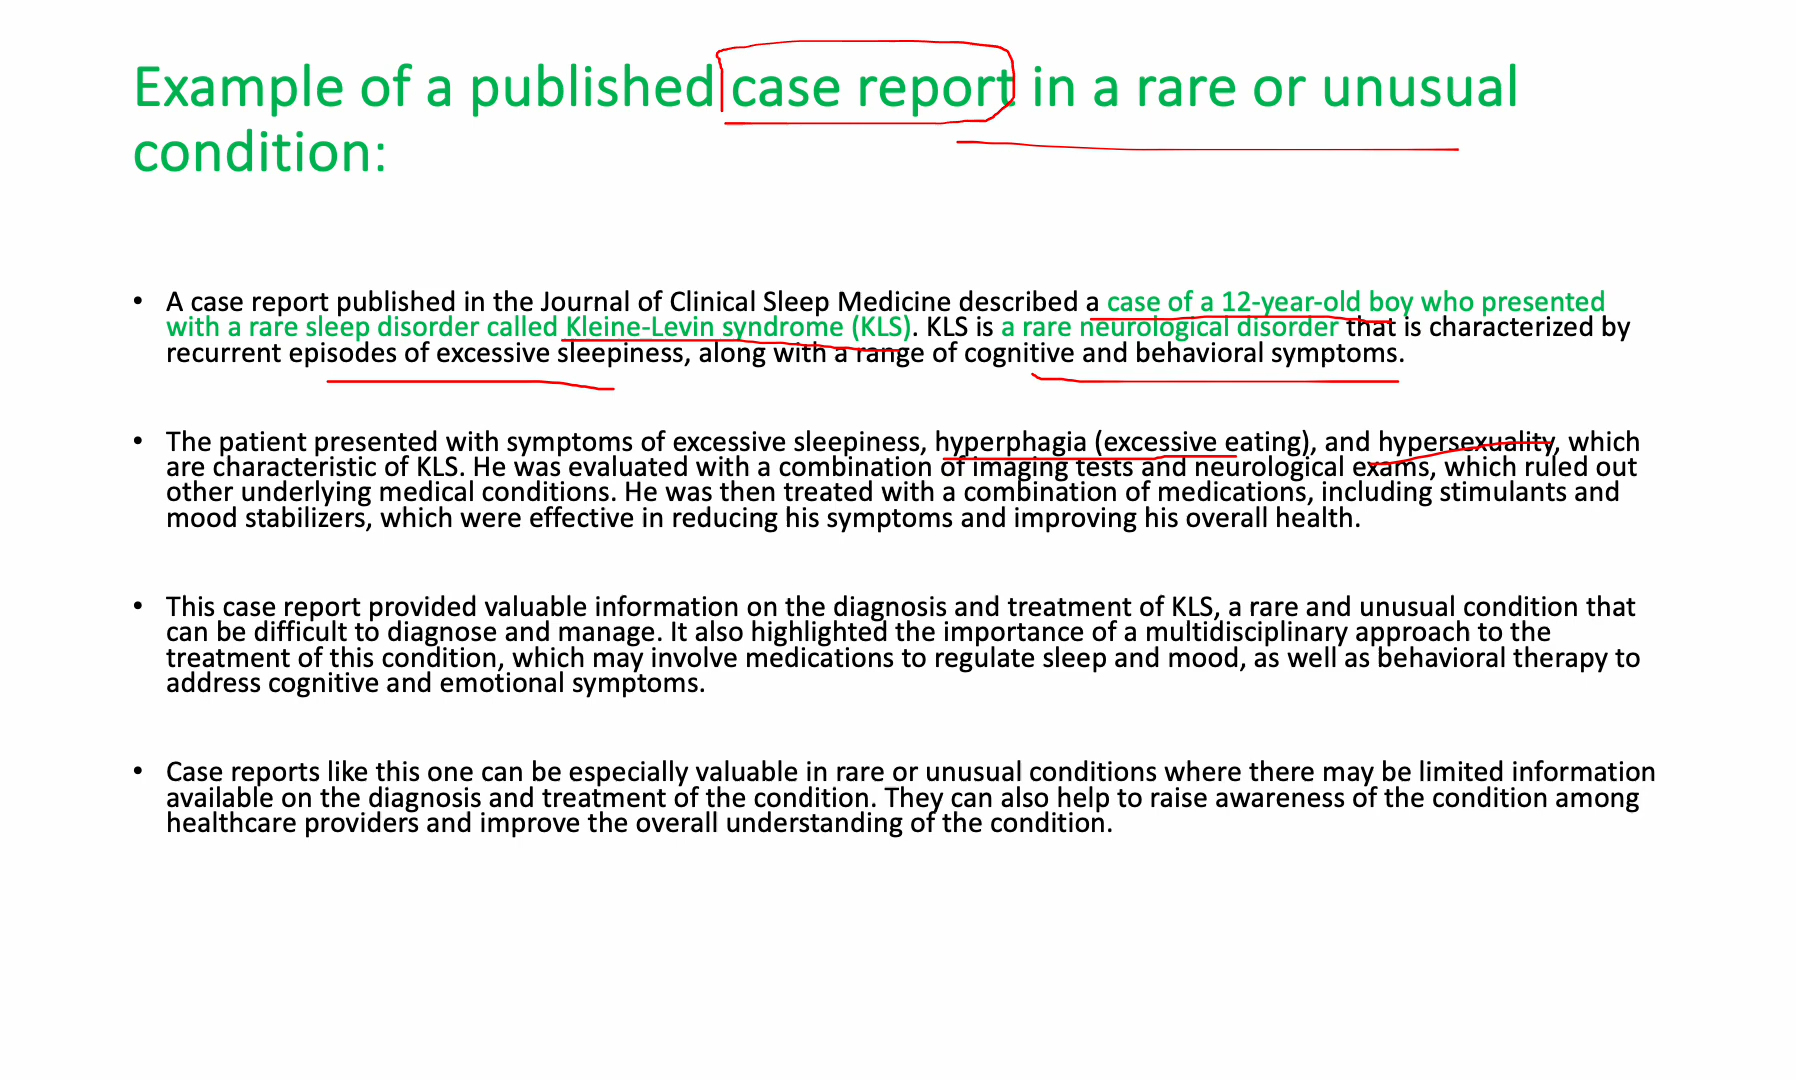 Example of a published case report in a rare or unusual
condition:
• A case report published in the Journal of Clinical Sleep Medicine described a case of a 12-year-old boy who presented
with a rare sleep disorder called Kleine-Levin syndrome (KLS). KLS is a rare neurological disorder that is characterized by
recurrent episodes of excessive sleepiness, along with a range of cognitive and behavioral symptoms.
• The patient presented with symptoms of excessive sleepiness, hyperphagia (excessive eating), and hypersexuality, which
are characteristic of KLS. He was evaluated with a combination of imaging tests and neurological exams, which ruled out
other underlying medical conditions. He was then treated with a combination of medications, including stimulants and
mood stabilizers, which were effective in reducing his symptoms and improving his overall health.
• This case report provided valuable information on the diagnosis and treatment of KLS, a rare and unusual condition that
can be difficult to diagnose and manage. It also highlighted the importance of a multidisciplinary approach to the
treatment of this condition, which may involve medications to regulate sleep and mood, as well as behavioral therapy to
address cognitive and emotional symptoms.
• Case reports like this one can be especially valuable in rare or unusual conditions where there may be limited information
available on the diagnosis and treatment of the condition. They can also help to raise awareness of the condition among
healthcare providers and improve the overall understanding of the condition.